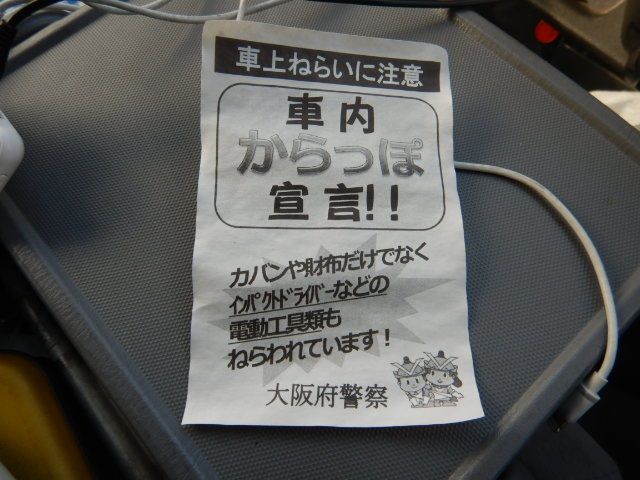 車上ねらいに注意
車内
からっぽ
宣言!!
カバンや財布だけでなく
インパクトドライバーなどの
電動工具類も
ねらわれています!
大阪府警察